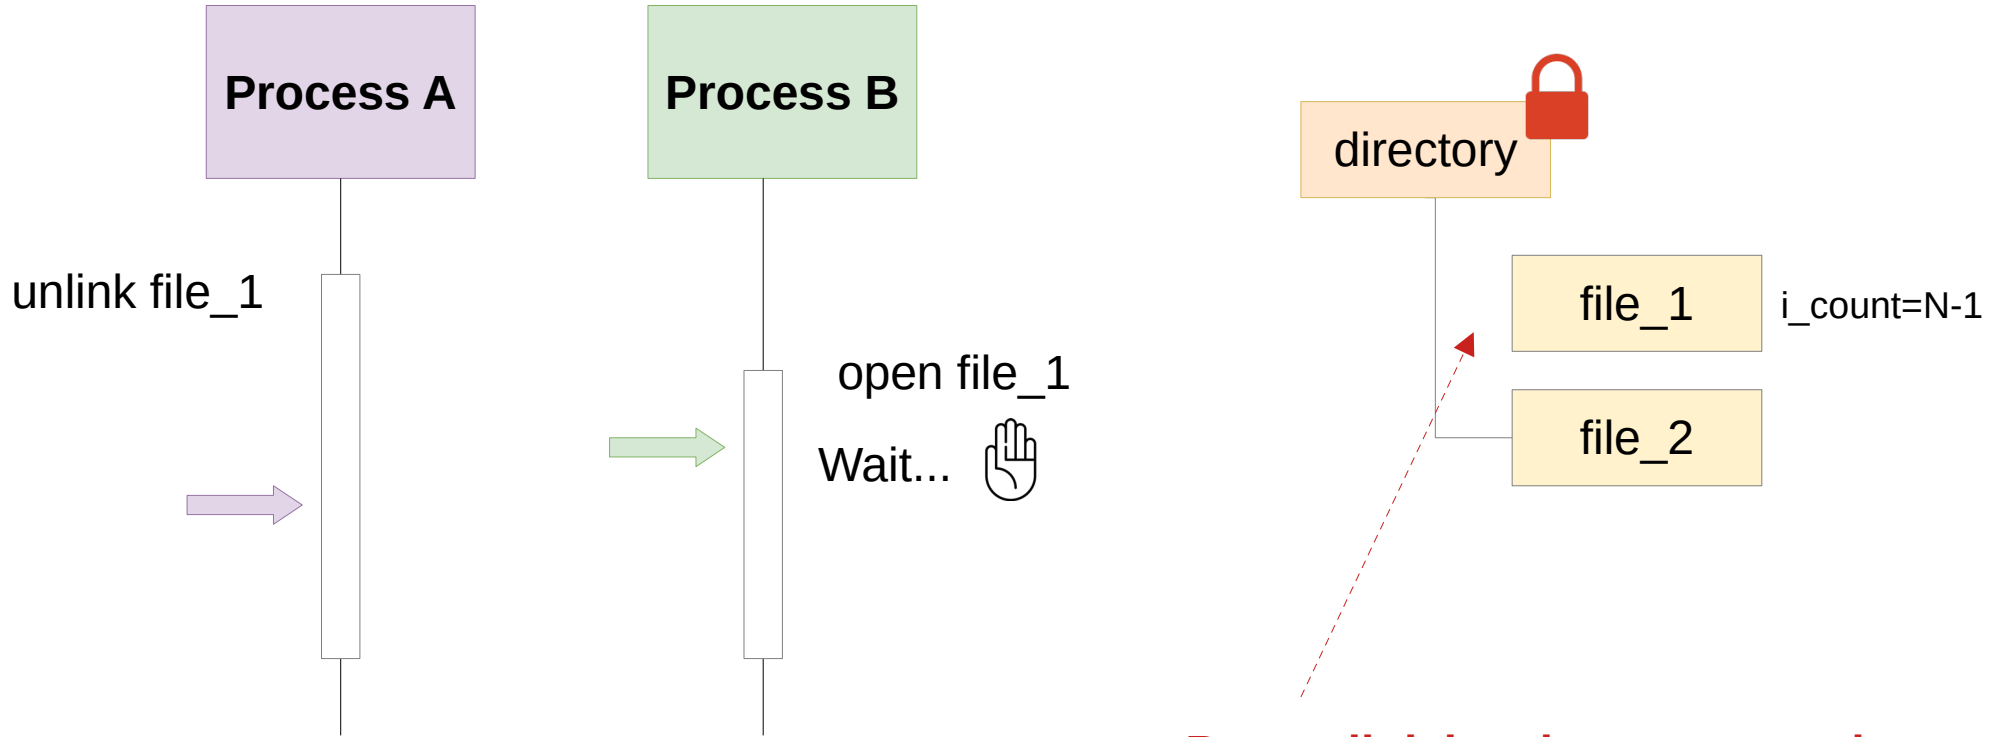 Process A
Process B
directory
unlink file_1
file_1
i_count=N-1
open file_1
Wait...
file_2